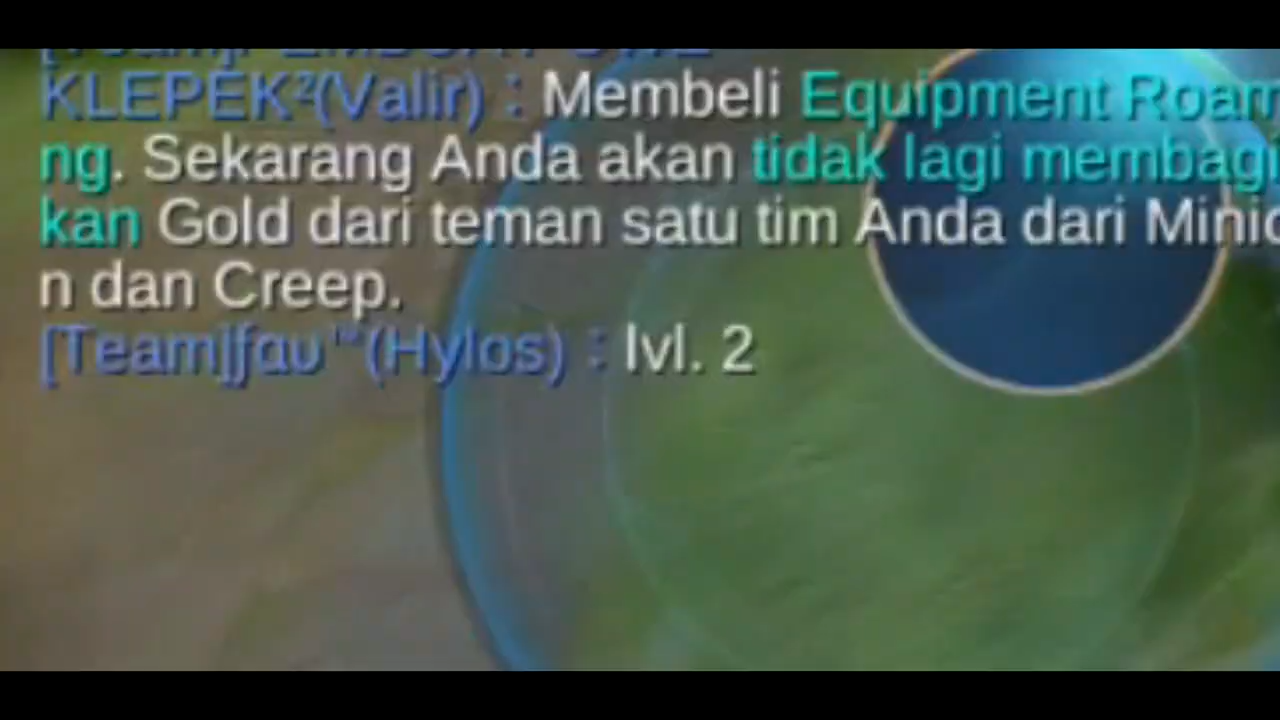 KLEPEK²(Valir) : Membeli Equipment Roam
ng. Sekarang Anda akan tidak lagi membagi
kan Gold dari teman satu tim Anda dari Minio
n dan Creep.
[Team]fαυ™(Hylos) : lvl. 2